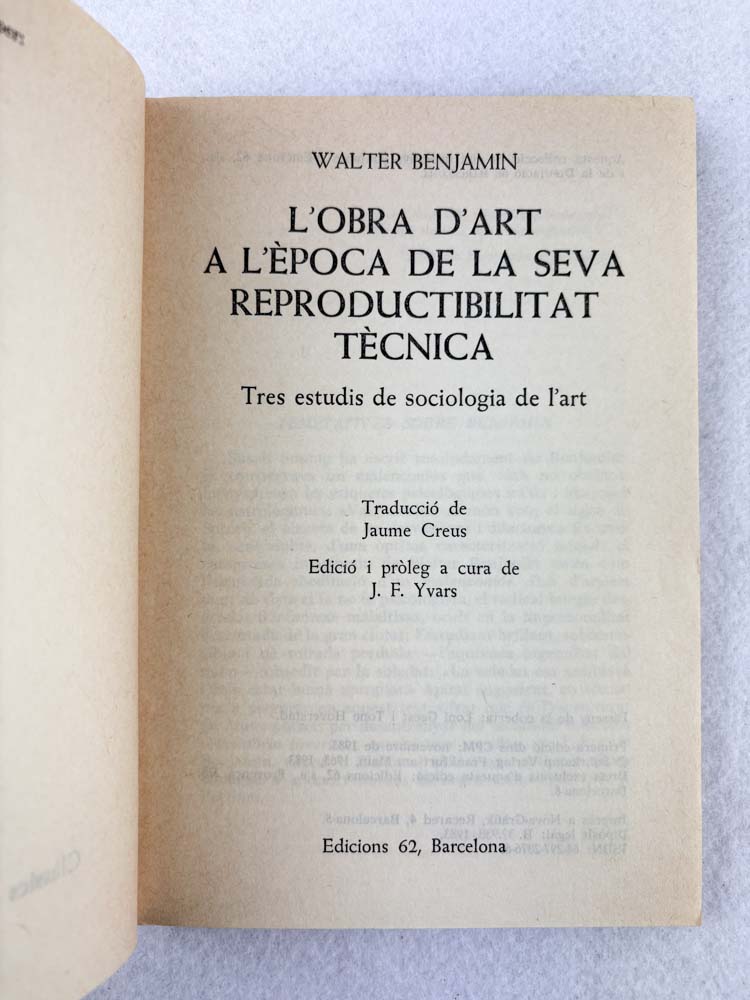 WALTER BENJAMIN
L'OBRA D'ART
A L'ÈPOCA DE LA SEVA
REPRODUCTIBILITAT
TÈCNICA
Tres estudis de sociologia de l'art
Traducció de
Jaume Creus
Edició i pròleg a cura de
J. F. Yvars
Edicions 62, Barcelona